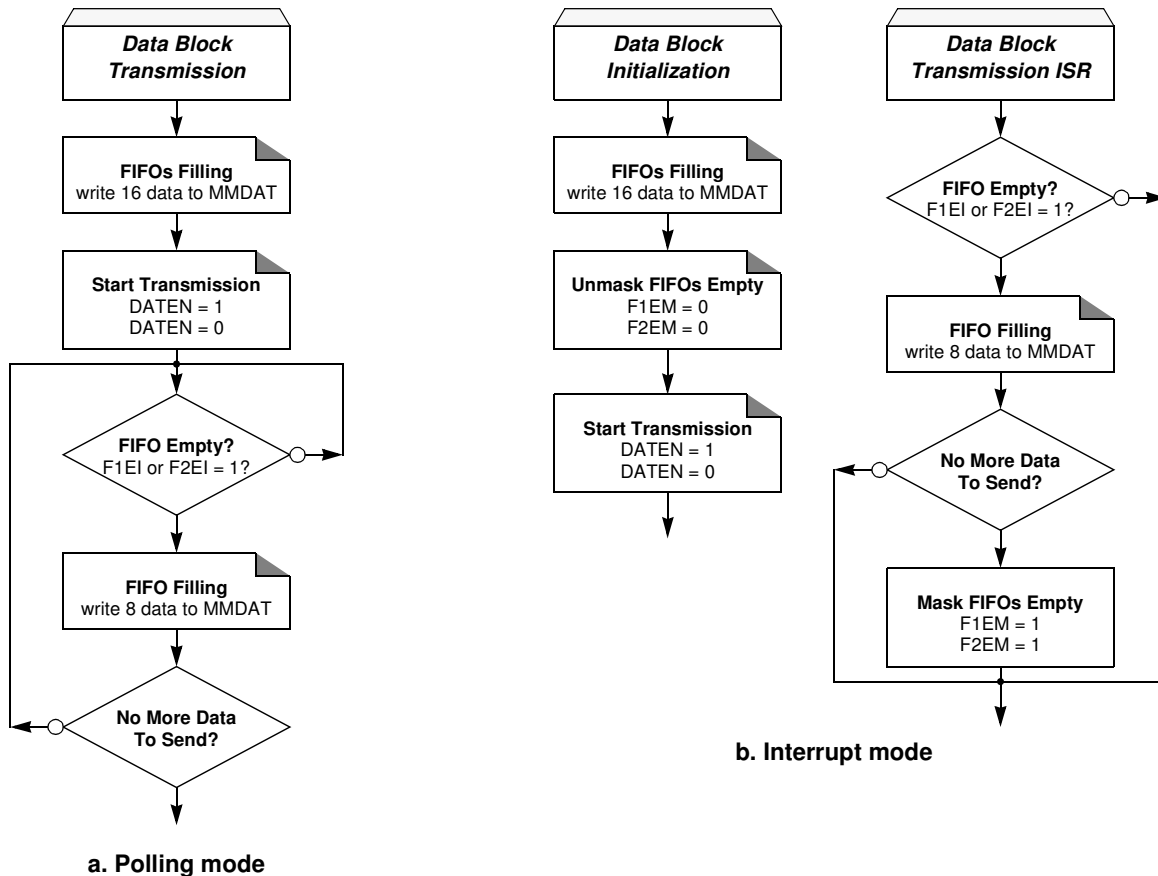 Data Block
Transmission
FIFOs Filling
write 16 data to MMDAT
Start Transmission
DATEN = 1
DATEN = 0
FIFO Empty?
F1EI or F2EI = 1?
FIFO Filling
write 8 data to MMDAT
No More Data
To Send?
a. Polling mode
Data Block
Initialization
FIFOs Filling
write 16 data to MMDAT
Unmask FIFOs Empty
F1EM = 0
F2EM = 0
Start Transmission
DATEN = 1
DATEN = 0
Data Block
Transmission ISR
FIFO Empty?
F1EI or F2EI = 1?
FIFO Filling
write 8 data to MMDAT
No More Data
To Send?
Mask FIFOs Empty
F1EM = 1
F2EM = 1
b. Interrupt mode